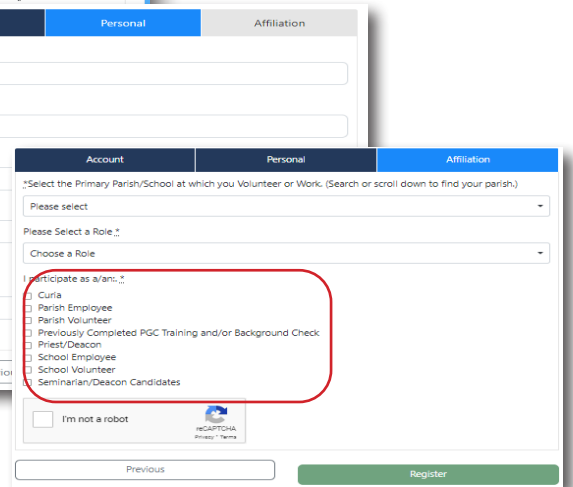 Personal Affiliation
Account Personal Affiliation
*Select the Primary Parish/School at which you Volunteer or Work. (Search or scroll down to find your parish.)
Please select
Please Select a Role *
Choose a Role
I participate as a/an:. *
Curia
Parish Employee
Parish Volunteer
Previously Completed PGC Training and/or Background Check
Priest/Deacon
School Employee
School Volunteer
Seminarian/Deacon Candidates
I'm not a robot
reCAPTCHA
Privacy - Terms
Previous Register